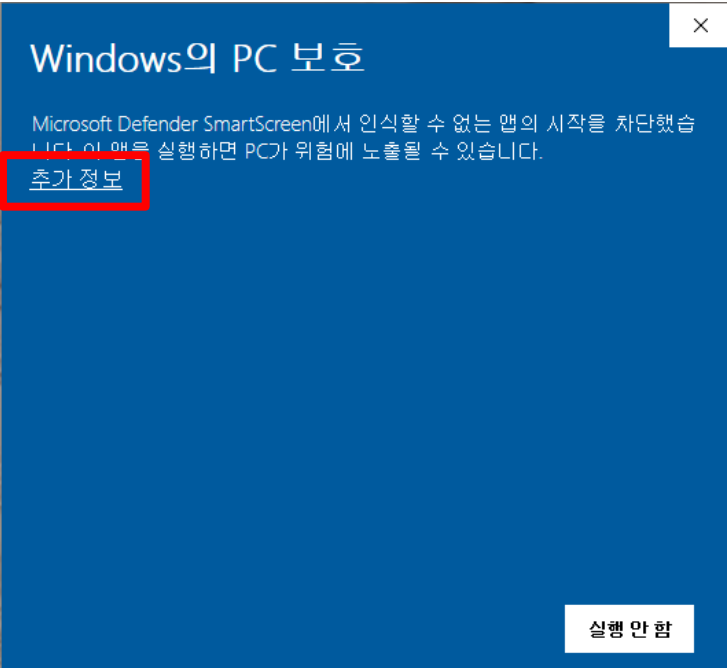 Windows의 PC 보호
Microsoft Defender SmartScreen에서 인식할 수 없는 앱의 시작을 차단했습
니다. 이 앱을 실행하면 PC가 위험에 노출될 수 있습니다.
추가 정보
실행 안 함